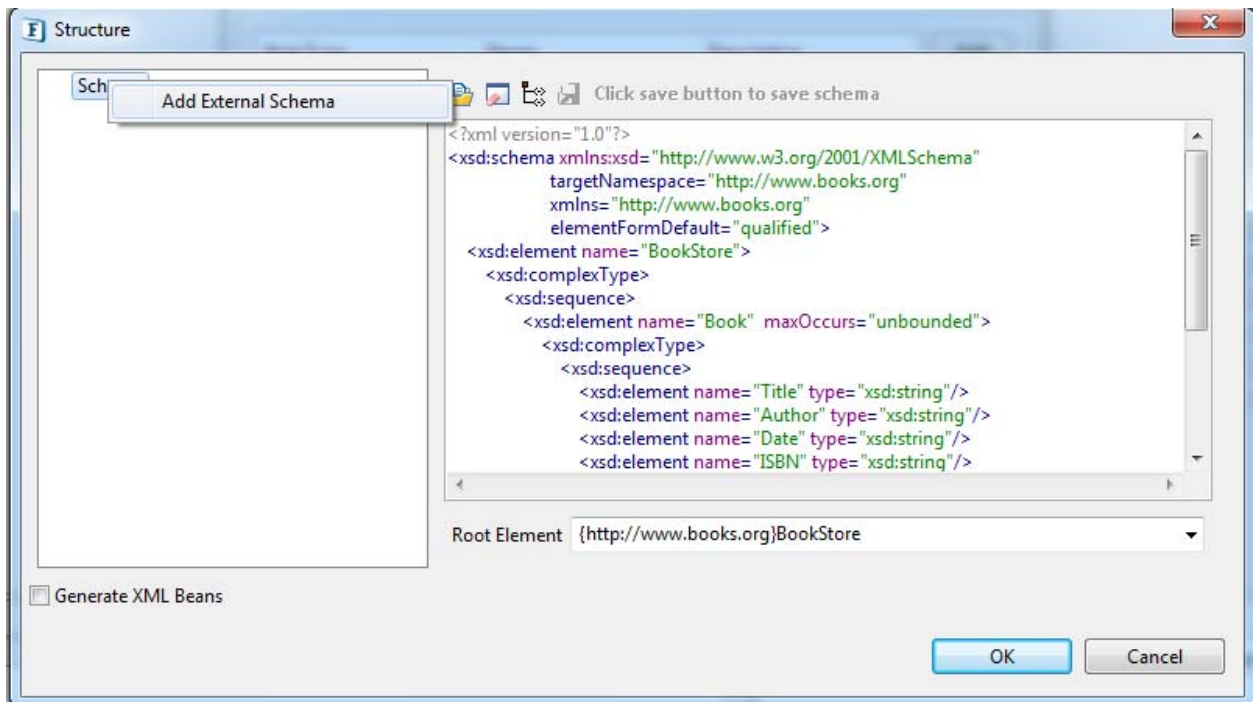 Structure
Sch
Add External Schema
Click save button to save schema
<?xml version="1.0"?>
<xsd:schema xmlns:xsd="http://www.w3.org/2001/XMLSchema"
targetNamespace="http://www.books.org"
xmlns="http://www.books.org"
elementFormDefault="qualified">
<xsd:element name="BookStore">
<xsd:complexType>
<xsd:sequence>
<xsd:element name="Book" maxOccurs="unbounded">
<xsd:complexType>
<xsd:sequence>
<xsd:element name="Title" type="xsd:string"/>
<xsd:element name="Author" type="xsd:string"/>
<xsd:element name="Date" type="xsd:string"/>
<xsd:element name="ISBN" type="xsd:string"/>
Root Element {http://www.books.org}BookStore
Generate XML Beans
OK Cancel